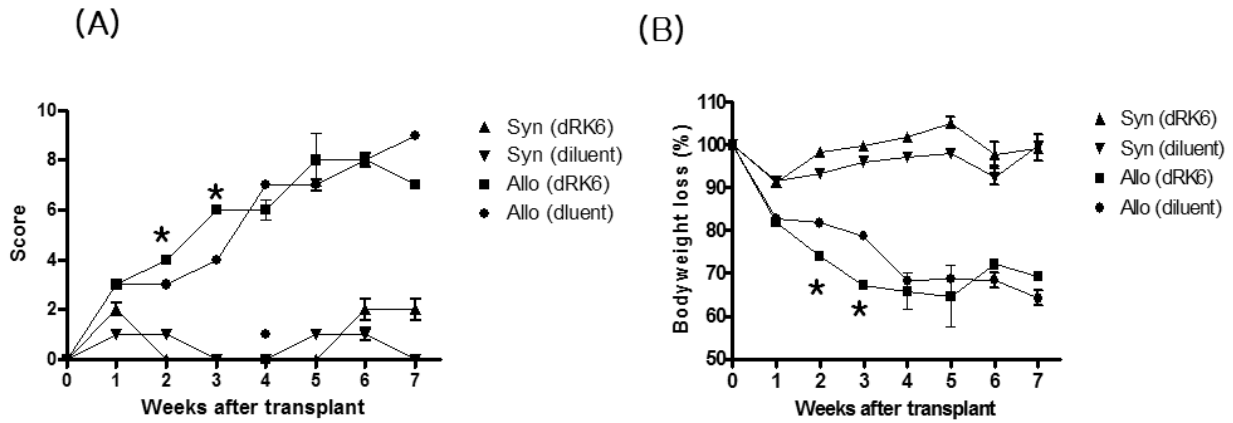 (A)
(B)
Score
10
8
6
4
2
0
*
*
0 1 2 3 4 5 6 7
Weeks after transplant
Syn (dRK6)
Syn (diluent)
Allo (dRK6)
Allo (dluent)
Bodyweight loss (%)
110
100
90
80
70
60
50
*
*
0 1 2 3 4 5 6 7
Weeks after transplant
Syn (dRK6)
Syn (diluent)
Allo (dRK6)
Allo (diluent)